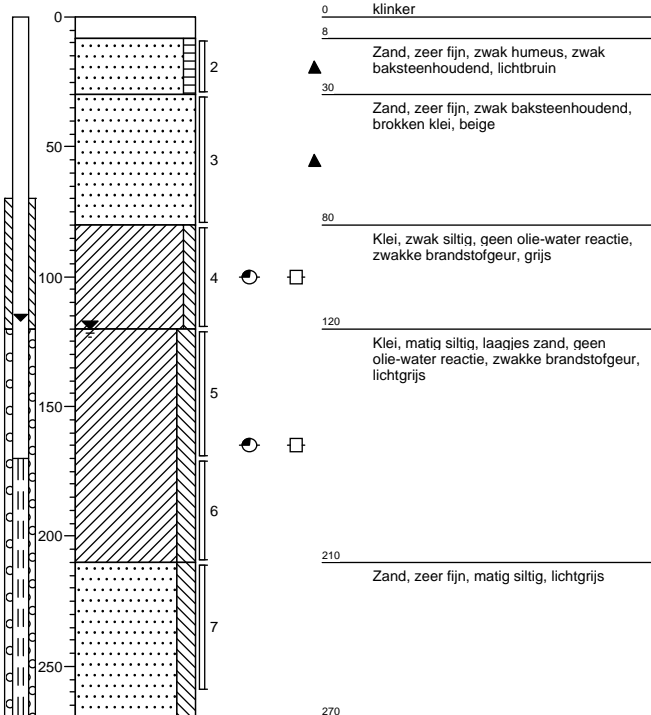 0
50
100
150
200
250
2
3
4
5
6
7
0
klinker
8
Zand, zeer fijn, zwak humeus, zwak
baksteenhoudend, lichtbruin
30
Zand, zeer fijn, zwak baksteenhoudend,
brokken klei, beige
80
Klei, zwak siltig, geen olie-water reactie,
zwakke brandstofgeur, grijs
120
Klei, matig siltig, laagjes zand, geen
olie-water reactie, zwakke brandstofgeur,
lichtgrijs
210
Zand, zeer fijn, matig siltig, lichtgrijs
270